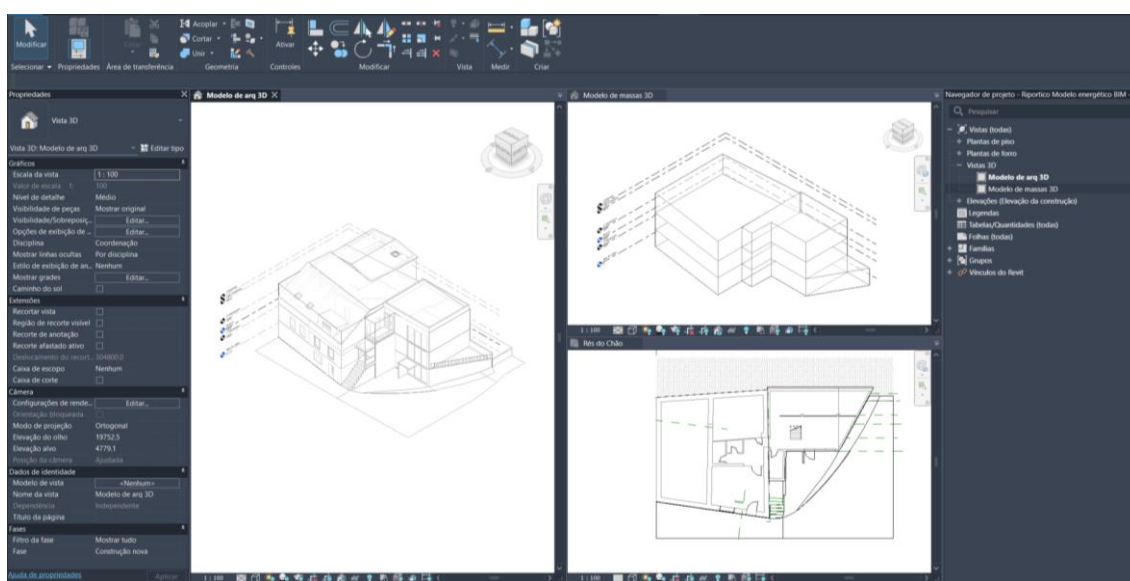 Modificar
Selecionar
Propriedades
Área de transferência
Acoplar
Cortar
Unir
Geometria
Ativar
Controles
Modificar
Vista
Medir
Criar
Propriedades
Vista 3D
Vista 3D: Modelo de arq 3D
Editar tipo
Gráficos
Escala da vista 1 : 100
Valor de escala 1: 100
Nível de detalhe Médio
Visibilidade de peças Mostrar original
Visibilidade/Sobreposiç... Editar...
Opções de exibição de ... Editar...
Disciplina Coordenação
Mostrar linhas ocultas Por disciplina
Estilo de exibição de an... Nenhum
Mostrar grades Editar...
Caminho do sol
Extensões
Recortar vista
Região de recorte visível
Recorte de anotação
Recorte afastado ativo
Deslocamento do recort... 304800.0
Caixa de escopo Nenhum
Caixa de corte
Câmera
Configurações de rende... Editar...
Orientação bloqueada
Modo de projeção Ortogonal
Elevação do olho 19752.5
Elevação alvo 4779.1
Posição da câmera Ajustada
Dados de identidade
Modelo de vista <Nenhum>
Nome da vista Modelo de arq 3D
Dependência Independente
Título da página
Fases
Filtro da fase Mostrar tudo
Fase Construção nova
Ajuda de propriedades
Aplicar
Modelo de arq 3D
1 : 100
Modelo de massas 3D
1 : 100
Rés do Chão
1 : 100
Navegador de projeto - Riportico Modelo energético BIM -
Pesquisar
Vistas (todas)
Plantas de piso
Plantas de forro
Vistas 3D
Modelo de arq 3D
Modelo de massas 3D
Elevações (Elevação da construção)
Legendas
Tabelas/Quantidades (todas)
Folhas (todas)
Famílias
Grupos
Vínculos do Revit